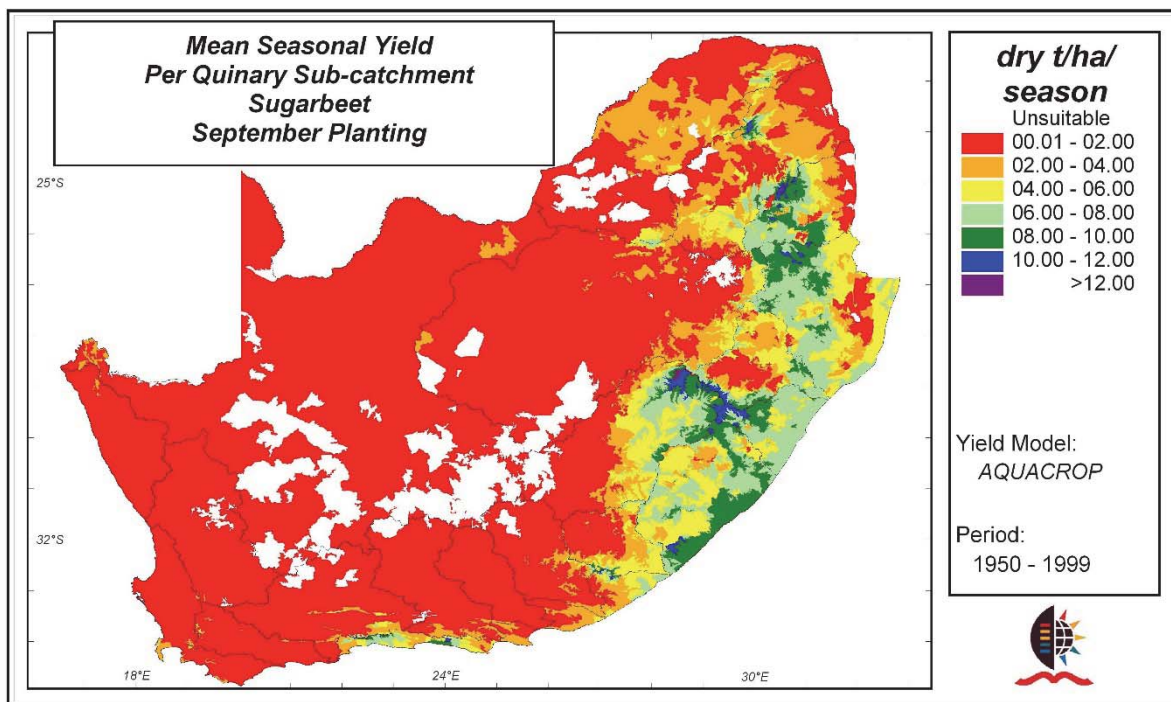 Mean Seasonal Yield
Per Quinary Sub-catchment
Sugarbeet
September Planting
dry t/ha/
season
Unsuitable
00.01 - 02.00
02.00 - 04.00
04.00 - 06.00
06.00 - 08.00
08.00 - 10.00
10.00 - 12.00
>12.00
Yield Model:
AQUACROP
Period:
1950 - 1999
25°S
32°S
18°E
24°E
30°E